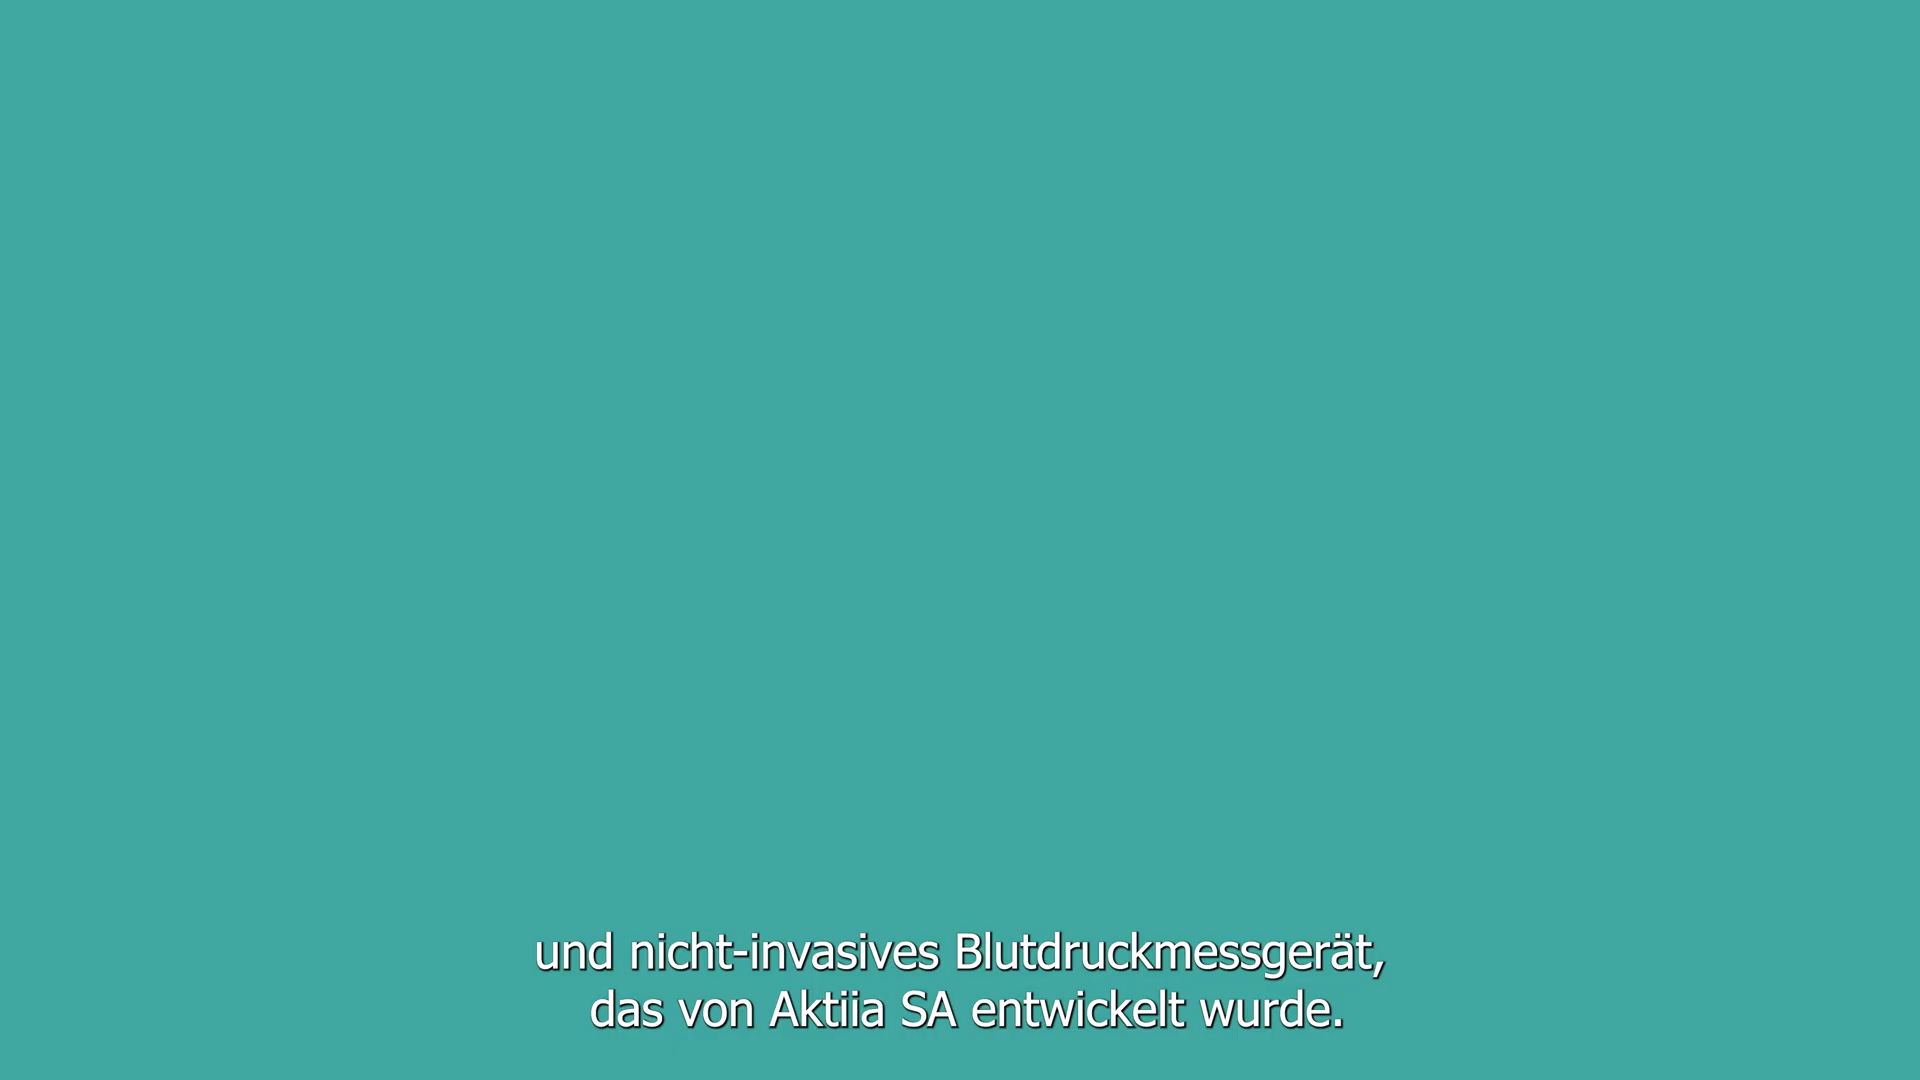 und nicht-invasives Blutdruckmessgerät,
das von Aktiia SA entwickelt wurde.